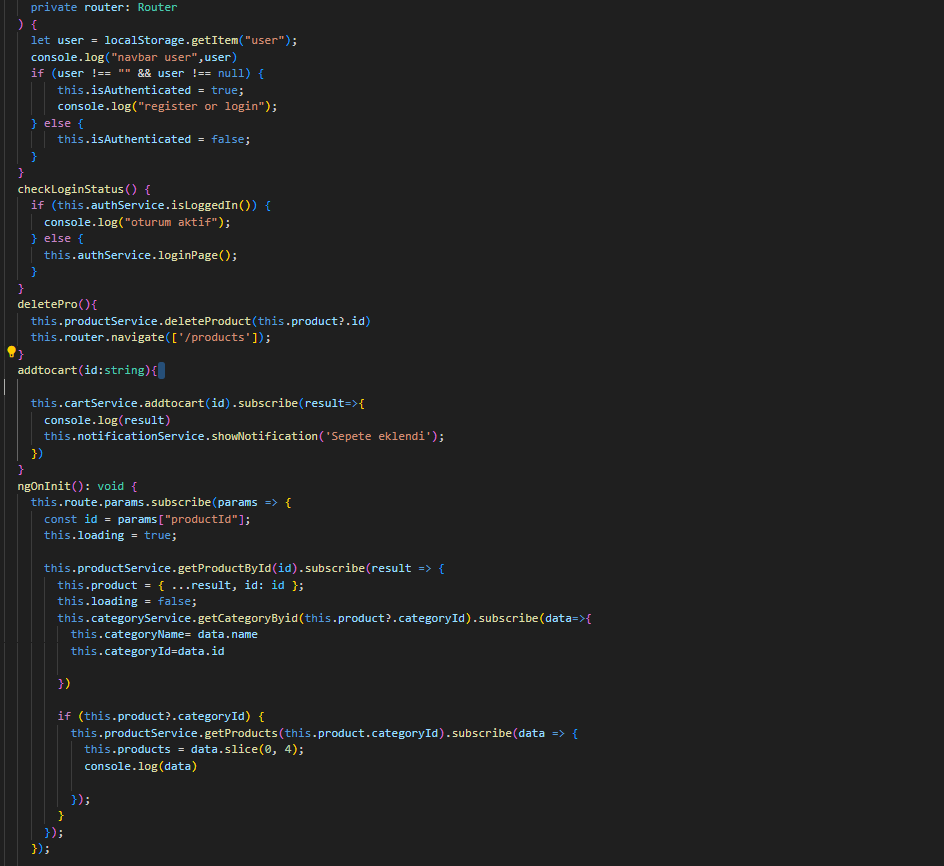 private router: Router
) {
let user = localStorage.getItem("user");
console.log("navbar user",user)
if (user !== "" && user !== null) {
this.isAuthenticated = true;
console.log("register or login");
} else {
this.isAuthenticated = false;
}
}
checkLoginStatus() {
if (this.authService.isLoggedIn()) {
console.log("oturum aktif");
} else {
this.authService.loginPage();
}
}
deletePro(){
this.productService.deleteProduct(this.product?.id)
this.router.navigate(['/products']);
}
addtocart(id:string){
this.cartService.addtocart(id).subscribe(result=>{
console.log(result)
this.notificationService.showNotification('Sepete eklendi');
})
}
ngOnInit(): void {
this.route.params.subscribe(params => {
const id = params["productId"];
this.loading = true;
this.productService.getProductById(id).subscribe(result => {
this.product = { ...result, id: id };
this.loading = false;
this.categoryService.getCategoryByid(this.product?.categoryId).subscribe(data=>{
this.categoryName= data.name
this.categoryId=data.id
})
if (this.product?.categoryId) {
this.productService.getProducts(this.product.categoryId).subscribe(data => {
this.products = data.slice(0, 4);
console.log(data)
});
}
});
});